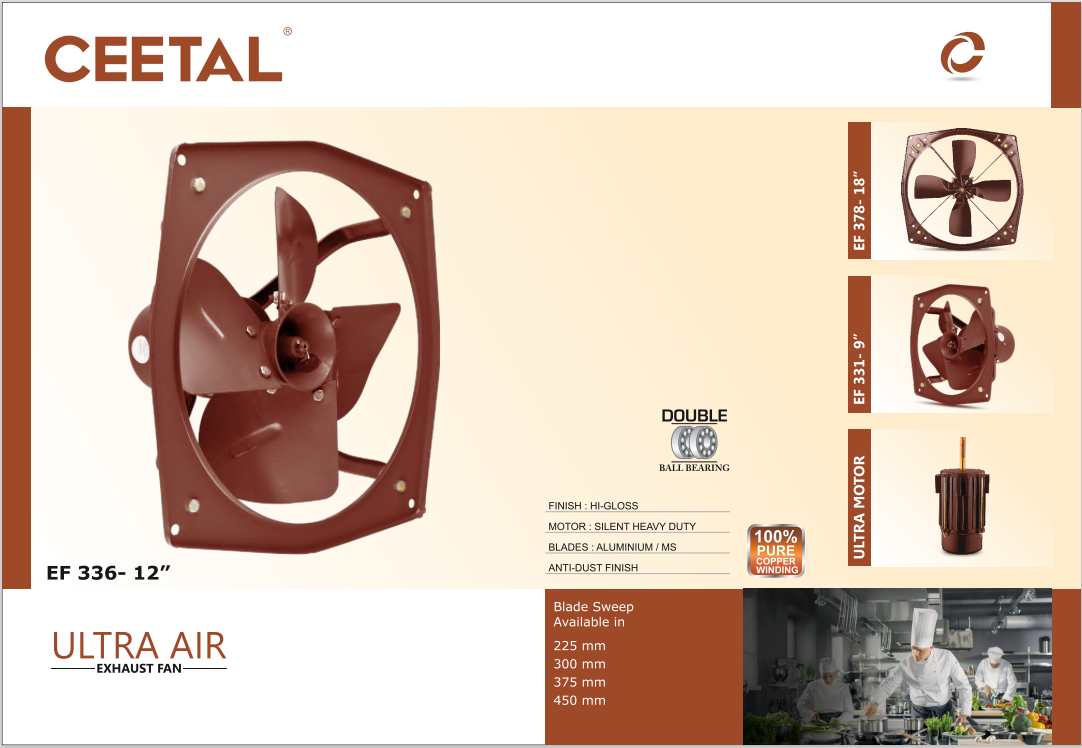 CEETAL ®
EF 378- 18”
EF 331- 9”
ULTRA MOTOR
DOUBLE
BALL BEARING
FINISH : HI-GLOSS
MOTOR : SILENT HEAVY DUTY
BLADES : ALUMINIUM / MS
ANTI-DUST FINISH
100%
PURE
COPPER
WINDING
EF 336- 12”
ULTRA AIR
EXHAUST FAN
Blade Sweep
Available in
225 mm
300 mm
375 mm
450 mm